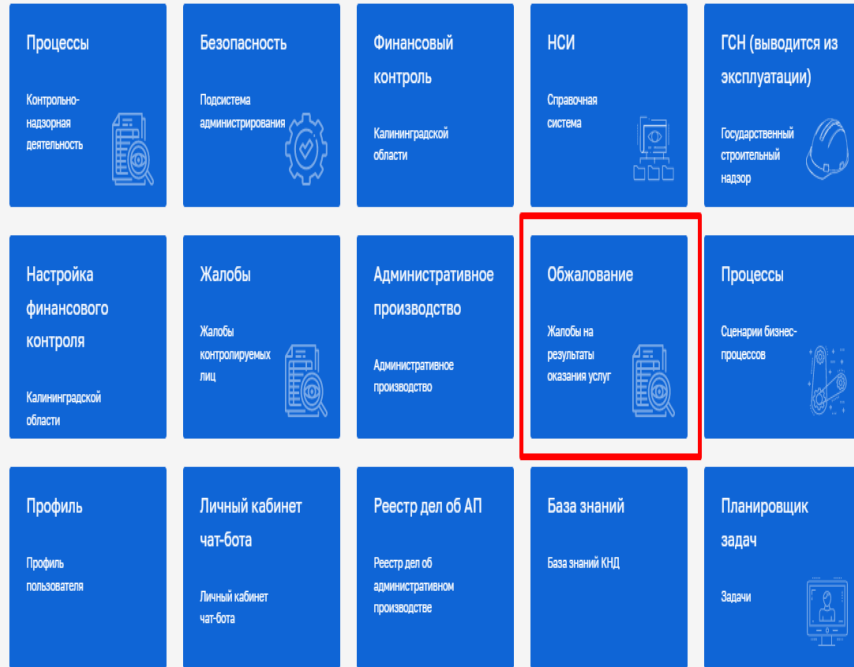 Процессы
Контрольно-
надзорная
деятельность
Безопасность
Подсистема
администрирования
Финансовый
контроль
Калининградской
области
НСИ
Справочная
система
ГСН (выводится из
эксплуатации)
Государственный
строительный
надзор
Настройка
финансового
контроля
Калининградской
области
Жалобы
Жалобы
контролируемых
лиц
Административное
производство
Административное
производство
Обжалование
Жалобы на
результаты
оказания услуг
Процессы
Сценарии бизнес-
процессов
Профиль
Профиль
пользователя
Личный кабинет
чат-бота
Личный кабинет
чат-бота
Реестр дел об АП
Реестр дел об
административном
производстве
База знаний
База знаний КНД
Планировщик
задач
Задачи